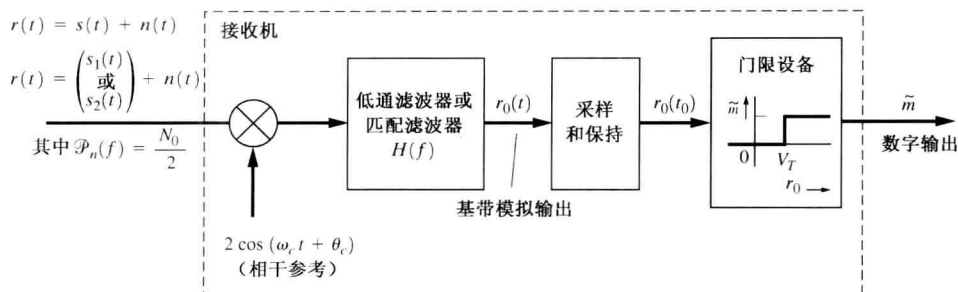 r(t) = s(t) + n(t)
r(t) = (s₁(t) 或 s₂(t)) + n(t)
其中 𝒫ₙ(f) = N₀/2
接收机
2 cos (ω_c t + θ_c)
（相干参考）
低通滤波器或
匹配滤波器
H(f)
r₀(t)
基带模拟输出
采样
和保持
r₀(t₀)
门限设备
m̃
0
V_T
r₀
m̃
数字输出